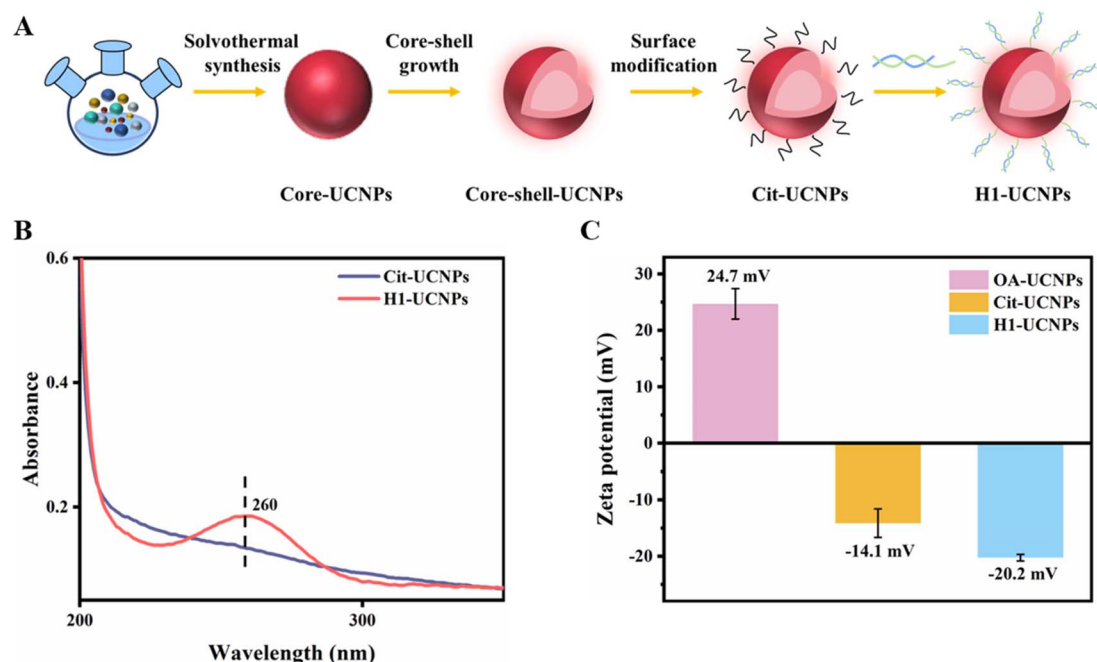 A
Solvothermal
synthesis
Core-shell
growth
Surface
modification
Core-UCNPs
Core-shell-UCNPs
Cit-UCNPs
H1-UCNPs
B
0.6
0.4
0.2
Absorbance
Cit-UCNPs
H1-UCNPs
260
200
300
Wavelength (nm)
C
30
20
10
0
-10
-20
Zeta potential (mV)
24.7 mV
OA-UCNPs
Cit-UCNPs
H1-UCNPs
-14.1 mV
-20.2 mV